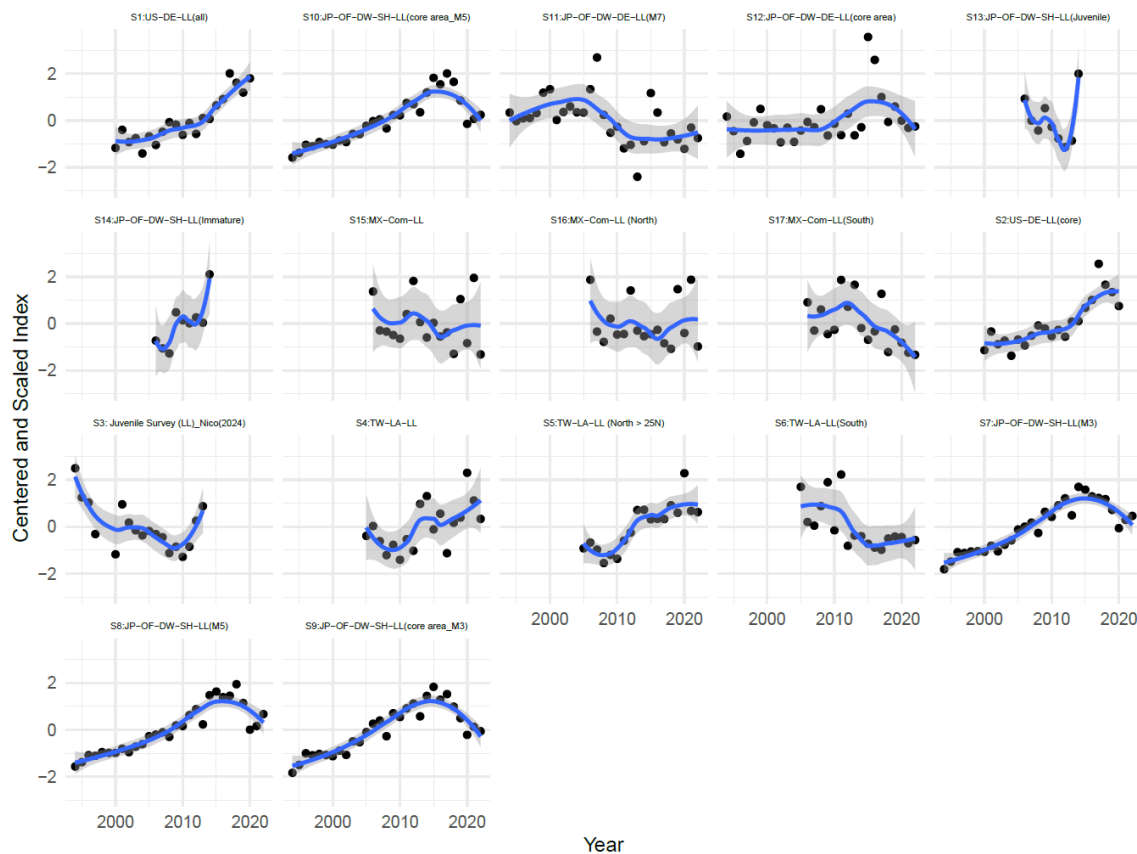 S1:US−DE−LL(all)
S10:JP−OF−DW−SH−LL(core area_M5)
S11:JP−OF−DW−DE−LL(M7)
S12:JP−OF−DW−DE−LL(core area)
S13:JP−OF−DW−SH−LL(Juvenile)
2
0
−2
S14:JP−OF−DW−SH−LL(Immature)
S15:MX−Com−LL
S16:MX−Com−LL (North)
S17:MX−Com−LL(South)
S2:US−DE−LL(core)
2
0
−2
Centered and Scaled Index
S3: Juvenile Survey (LL)_Nico(2024)
S4:TW−LA−LL
S5:TW−LA−LL (North > 25N)
S6:TW−LA−LL(South)
S7:JP−OF−DW−SH−LL(M3)
2
0
−2
2000 2010 2020
2000 2010 2020
2000 2010 2020
S8:JP−OF−DW−SH−LL(M5)
S9:JP−OF−DW−SH−LL(core area_M3)
2
0
−2
2000 2010 2020
2000 2010 2020
Year